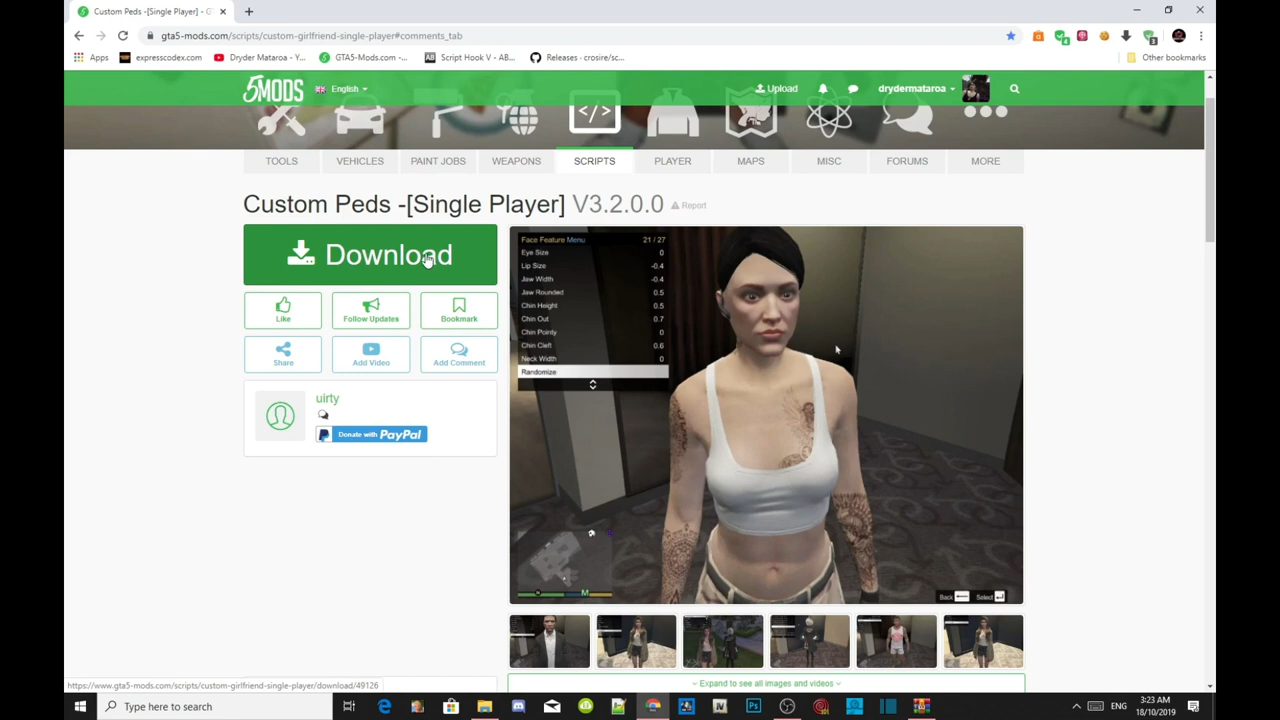 Custom Peds -[Single Player] - G
gta5-mods.com/scripts/custom-girlfriend-single-player#comments_tab
Apps
expresscodex.com
Dryder Mataroa - Y...
GTA5-Mods.com -...
Script Hook V - AB...
Releases · crosire/sc...
Other bookmarks
5MODS
English
Upload
drydermataroa
TOOLS
VEHICLES
PAINT JOBS
WEAPONS
SCRIPTS
PLAYER
MAPS
MISC
FORUMS
MORE
Custom Peds -[Single Player] V3.2.0.0
Report
Download
Like
Follow Updates
Bookmark
Share
Add Video
Add Comment
uirty
Donate with PayPal
Face Feature Menu 21 / 27
Eye Size 0
Lip Size -0.4
Jaw Width -0.4
Jaw Rounded 0.5
Chin Height 0.5
Chin Out 0.7
Chin Pointy 0
Chin Cleft 0.6
Neck Width 0
Randomize
M
Back
Select
Expand to see all images and videos
https://www.gta5-mods.com/scripts/custom-girlfriend-single-player/download/49126
Type here to search
ENG
3:23 AM
18/10/2019